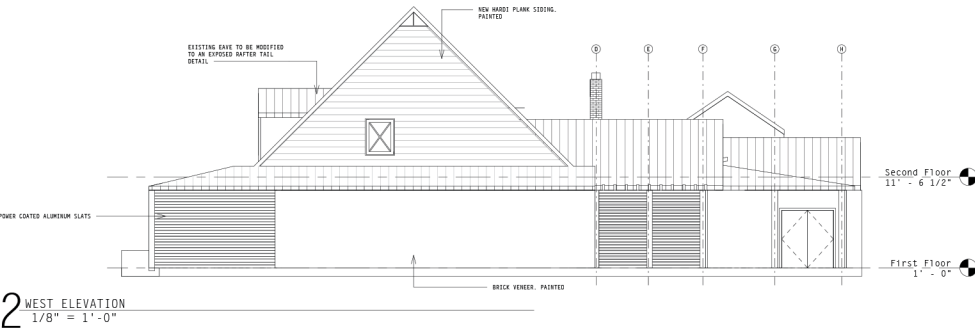 NEW HARDI PLANK SIDING.
PAINTED
EXISTING EAVE TO BE MODIFIED
TO AN EXPOSED RAFTER TAIL
DETAIL
D
E
F
G
H
Second Floor
11' - 6 1/2"
POWER COATED ALUMINUM SLATS
First Floor
1' - 0"
BRICK VENEER. PAINTED
2
WEST ELEVATION
1/8" = 1'-0"